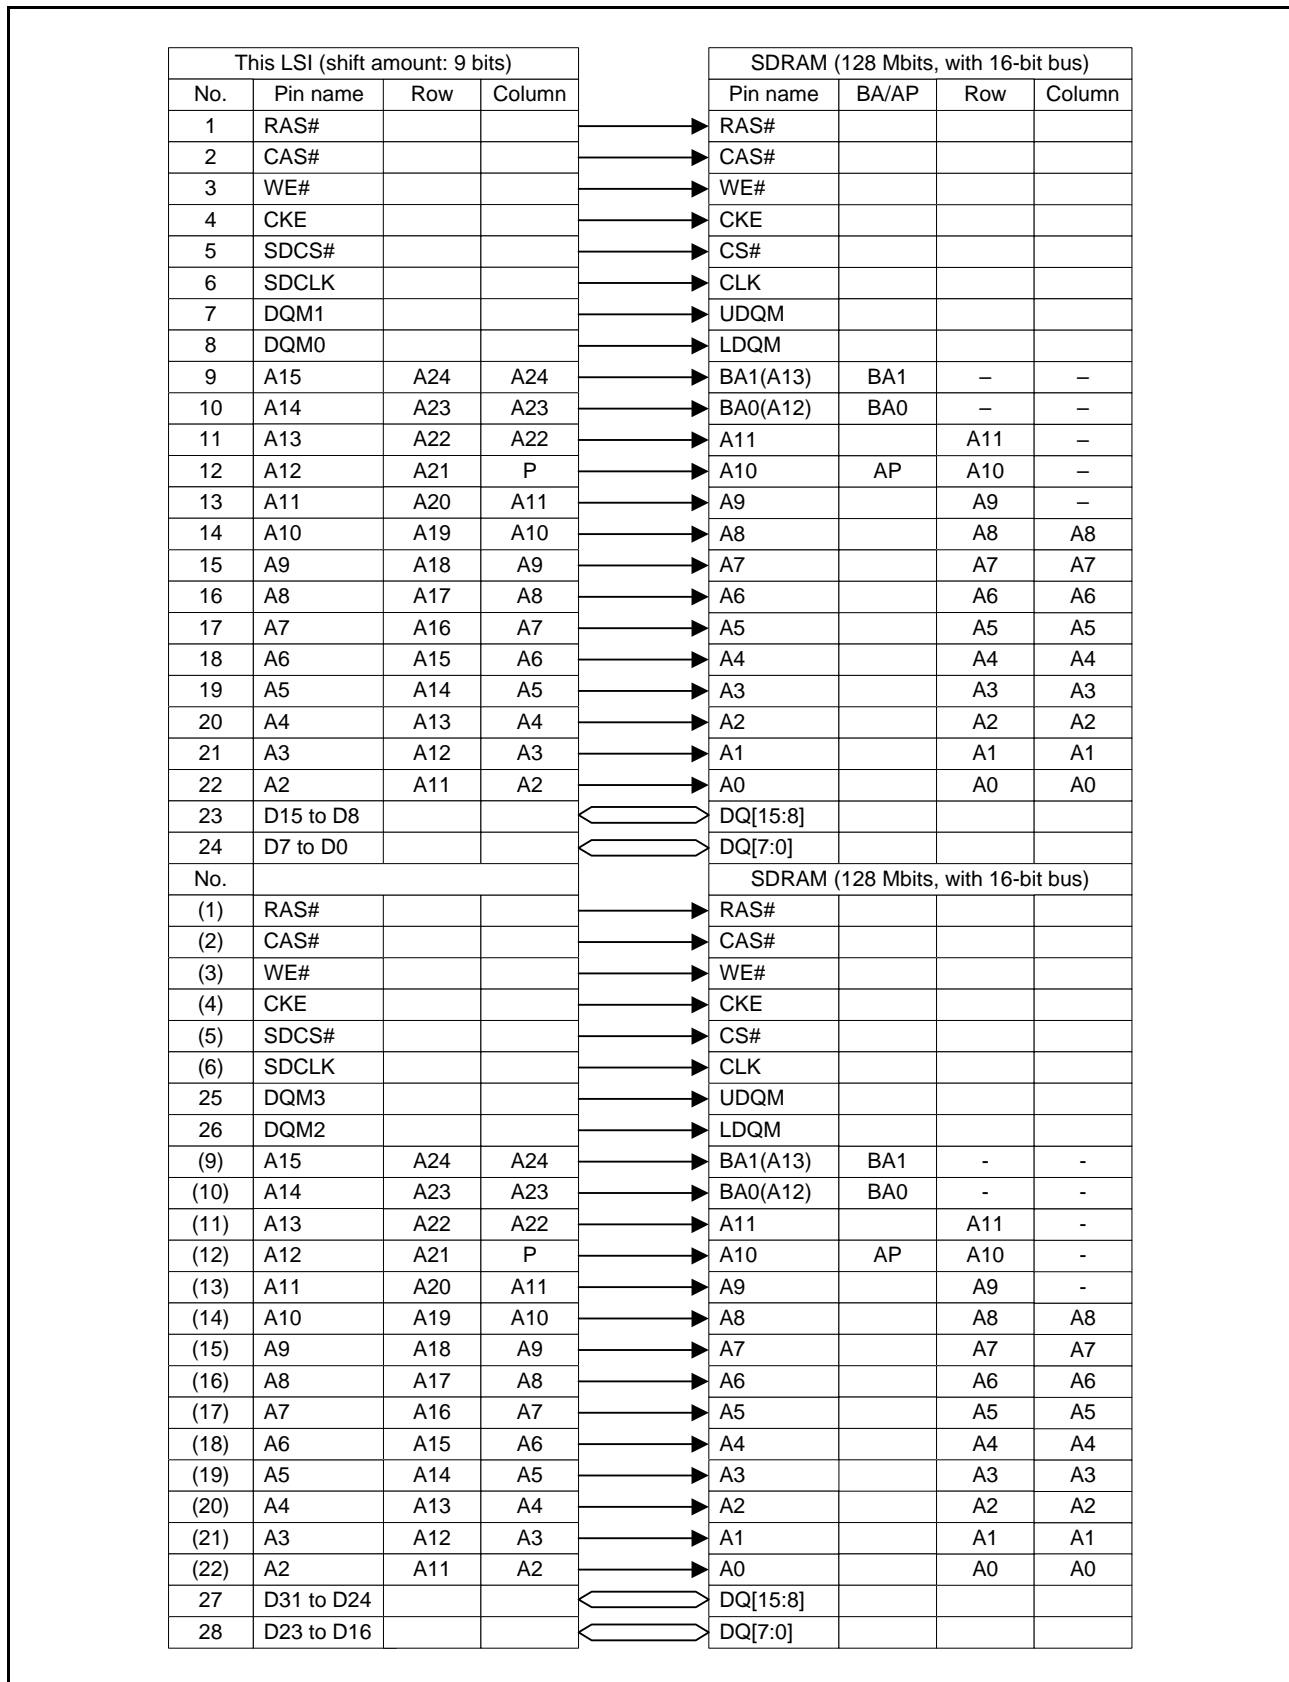 This LSI (shift amount: 9 bits) SDRAM (128 Mbits, with 16-bit bus)
No. Pin name Row Column Pin name BA/AP Row Column
1 RAS# RAS#
2 CAS# CAS#
3 WE# WE#
4 CKE CKE
5 SDCS# CS#
6 SDCLK CLK
7 DQM1 UDQM
8 DQM0 LDQM
9 A15 A24 A24 BA1(A13) BA1 – –
10 A14 A23 A23 BA0(A12) BA0 – –
11 A13 A22 A22 A11 A11 –
12 A12 A21 P A10 AP A10 –
13 A11 A20 A11 A9 A9 –
14 A10 A19 A10 A8 A8 A8
15 A9 A18 A9 A7 A7 A7
16 A8 A17 A8 A6 A6 A6
17 A7 A16 A7 A5 A5 A5
18 A6 A15 A6 A4 A4 A4
19 A5 A14 A5 A3 A3 A3
20 A4 A13 A4 A2 A2 A2
21 A3 A12 A3 A1 A1 A1
22 A2 A11 A2 A0 A0 A0
23 D15 to D8 DQ[15:8]
24 D7 to D0 DQ[7:0]
No. SDRAM (128 Mbits, with 16-bit bus)
(1) RAS# RAS#
(2) CAS# CAS#
(3) WE# WE#
(4) CKE CKE
(5) SDCS# CS#
(6) SDCLK CLK
25 DQM3 UDQM
26 DQM2 LDQM
(9) A15 A24 A24 BA1(A13) BA1 - -
(10) A14 A23 A23 BA0(A12) BA0 - -
(11) A13 A22 A22 A11 A11 -
(12) A12 A21 P A10 AP A10 -
(13) A11 A20 A11 A9 A9 -
(14) A10 A19 A10 A8 A8 A8
(15) A9 A18 A9 A7 A7 A7
(16) A8 A17 A8 A6 A6 A6
(17) A7 A16 A7 A5 A5 A5
(18) A6 A15 A6 A4 A4 A4
(19) A5 A14 A5 A3 A3 A3
(20) A4 A13 A4 A2 A2 A2
(21) A3 A12 A3 A1 A1 A1
(22) A2 A11 A2 A0 A0 A0
27 D31 to D24 DQ[15:8]
28 D23 to D16 DQ[7:0]